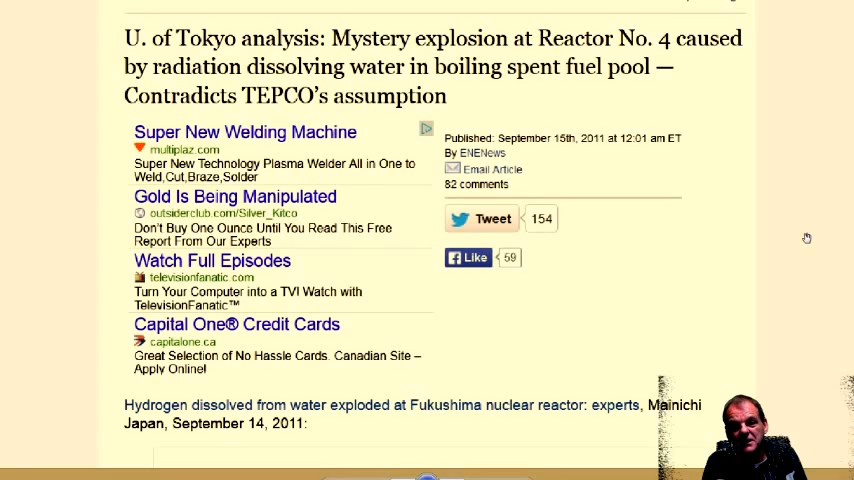 U. of Tokyo analysis: Mystery explosion at Reactor No. 4 caused
by radiation dissolving water in boiling spent fuel pool —
Contradicts TEPCO's assumption
Super New Welding Machine
multiplaz.com
Super New Technology Plasma Welder All in One to
Weld,Cut,Braze,Solder
Gold Is Being Manipulated
outsiderclub.com/Silver_Kitco
Don't Buy One Ounce Until You Read This Free
Report From Our Experts
Watch Full Episodes
televisionfanatic.com
Turn Your Computer into a TV! Watch with
TelevisionFanatic™
Capital One® Credit Cards
capitalone.ca
Great Selection of No Hassle Cards. Canadian Site –
Apply Online!
Published: September 15th, 2011 at 12:01 am ET
By ENENews
Email Article
82 comments
Tweet 154
Like 59
Hydrogen dissolved from water exploded at Fukushima nuclear reactor: experts, Mainichi
Japan, September 14, 2011: